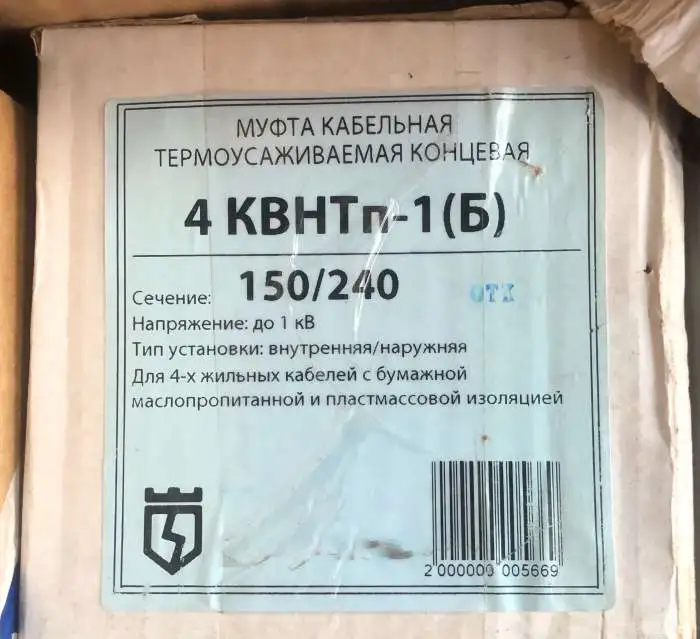 МУФТА КАБЕЛЬНАЯ
ТЕРМОУСАЖИВАЕМАЯ КОНЦЕВАЯ
4 КВНТп-1(Б)
Сечение: 150/240
ОТК
Напряжение: до 1 кВ
Тип установки: внутренняя/наружняя
Для 4-х жильных кабелей с бумажной
маслопропитанной и пластмассовой изоляцией
2 000000 005669